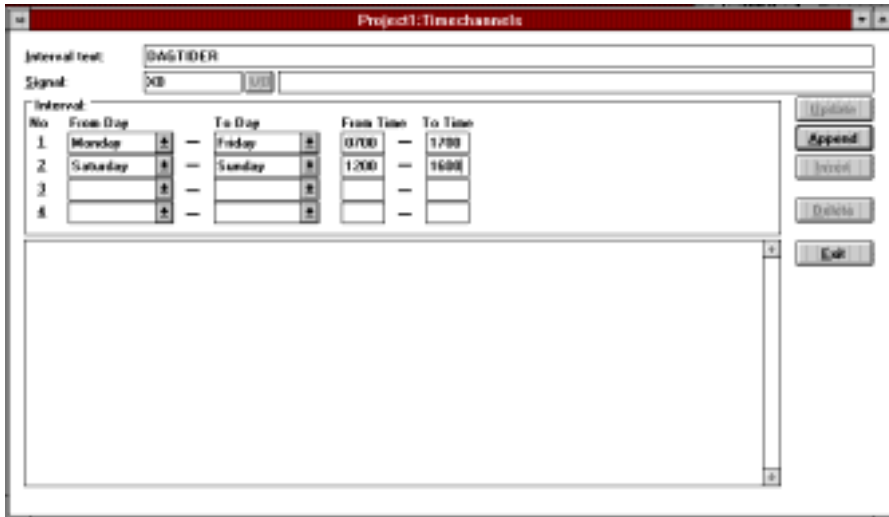 Project1:Timechannels
Interval text: DAGTIDER
Signal: X0 I/O
Interval:
No From Day To Day From Time To Time
1 Monday — Friday 0700 — 1700
2 Saturday — Sunday 1200 — 1600
3 — —
4 — —
Update
Append
Insert
Delete
Exit